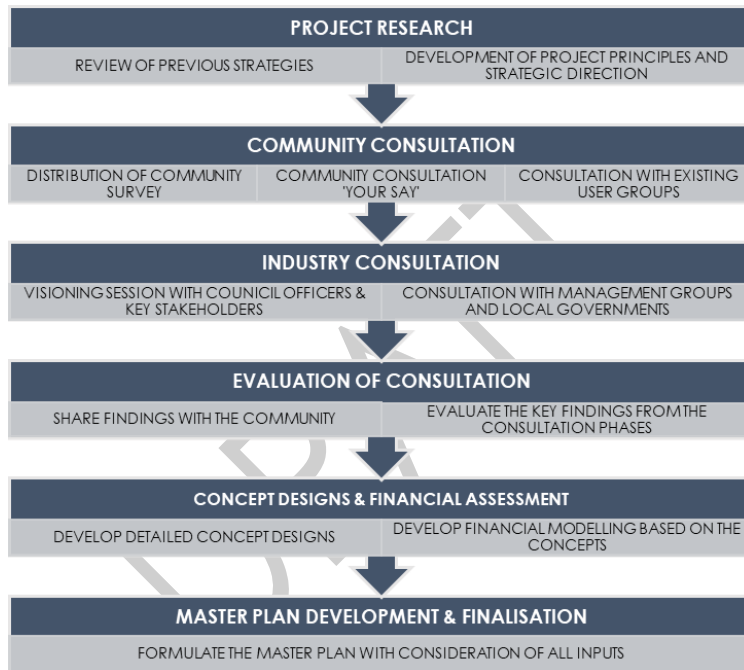 PROJECT RESEARCH
REVIEW OF PREVIOUS STRATEGIES
DEVELOPMENT OF PROJECT PRINCIPLES AND
STRATEGIC DIRECTION
COMMUNITY CONSULTATION
DISTRIBUTION OF COMMUNITY
SURVEY
COMMUNITY CONSULTATION
'YOUR SAY'
CONSULTATION WITH EXISTING
USER GROUPS
INDUSTRY CONSULTATION
VISIONING SESSION WITH COUNCIL OFFICERS &
KEY STAKEHOLDERS
CONSULTATION WITH MANAGEMENT GROUPS
AND LOCAL GOVERNMENTS
EVALUATION OF CONSULTATION
SHARE FINDINGS WITH THE COMMUNITY
EVALUATE THE KEY FINDINGS FROM THE
CONSULTATION PHASES
CONCEPT DESIGNS & FINANCIAL ASSESSMENT
DEVELOP DETAILED CONCEPT DESIGNS
DEVELOP FINANCIAL MODELLING BASED ON THE
CONCEPTS
MASTER PLAN DEVELOPMENT & FINALISATION
FORMULATE THE MASTER PLAN WITH CONSIDERATION OF ALL INPUTS
DRAFT